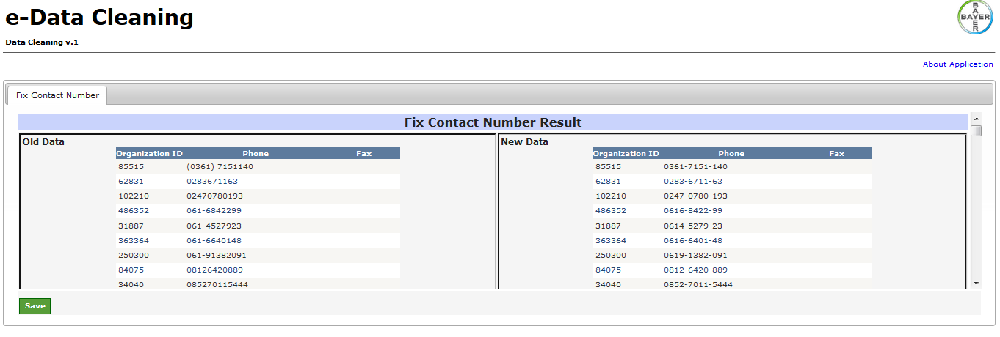 e-Data Cleaning
BAYER
BAYER
Data Cleaning v.1
About Application
Fix Contact Number
Fix Contact Number Result
Old Data
Organization ID Phone Fax
85515 (0361) 7151140
62831 0283671163
102210 02470780193
486352 061-6842299
31887 061-4527923
363364 061-6640148
250300 061-91382091
84075 08126420889
34040 085270115444
New Data
Organization ID Phone Fax
85515 0361-7151-140
62831 0283-6711-63
102210 0247-0780-193
486352 0616-8422-99
31887 0614-5279-23
363364 0616-6401-48
250300 0619-1382-091
84075 0812-6420-889
34040 0852-7011-5444
Save